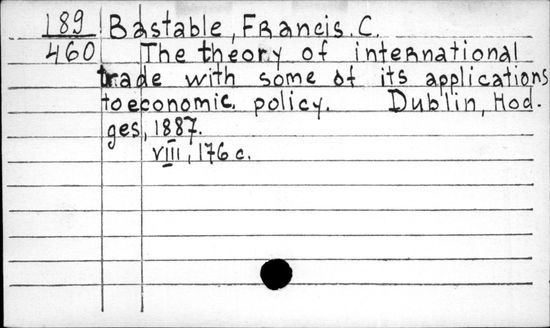 189 Bastable, Francis. C.
460 The theory of international
trade with some of its applications
to economic. policy. Dublin, Hod-
ges, 1887.
VIII, 176 c.